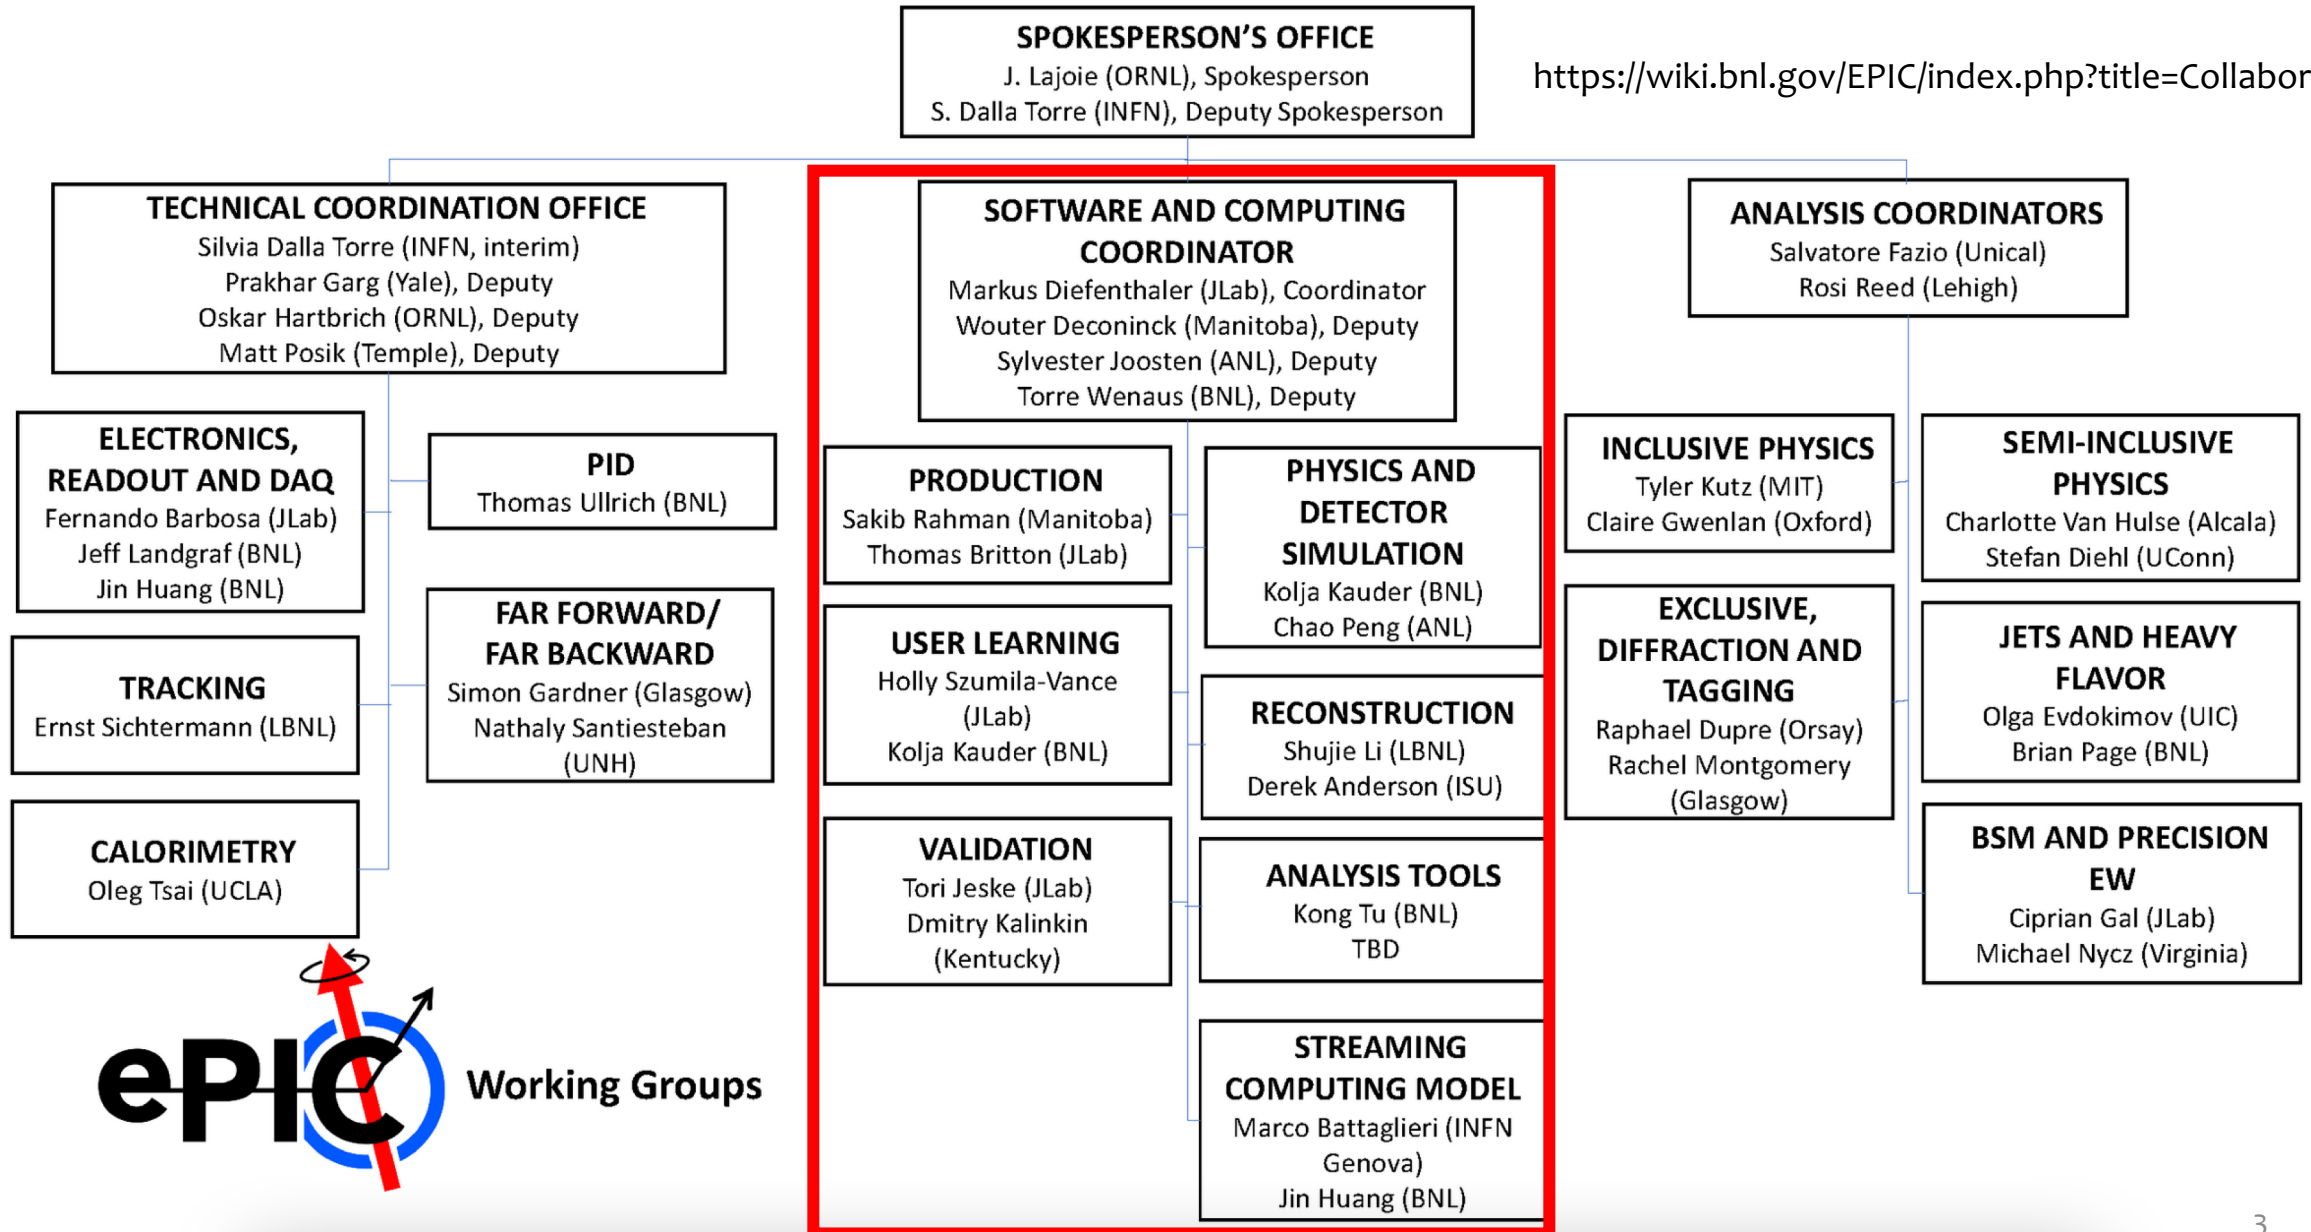 SPOKESPERSON'S OFFICE
J. Lajoie (ORNL), Spokesperson
S. Dalla Torre (INFN), Deputy Spokesperson
https://wiki.bnl.gov/EPIC/index.php?title=Collabor
TECHNICAL COORDINATION OFFICE
Silvia Dalla Torre (INFN, interim)
Prakhar Garg (Yale), Deputy
Oskar Hartbrich (ORNL), Deputy
Matt Posik (Temple), Deputy
ELECTRONICS,
READOUT AND DAQ
Fernando Barbosa (JLab)
Jeff Landgraf (BNL)
Jin Huang (BNL)
PID
Thomas Ullrich (BNL)
TRACKING
Ernst Sichtermann (LBNL)
FAR FORWARD/
FAR BACKWARD
Simon Gardner (Glasgow)
Nathaly Santiesteban
(UNH)
CALORIMETRY
Oleg Tsai (UCLA)
SOFTWARE AND COMPUTING
COORDINATOR
Markus Diefenthaler (JLab), Coordinator
Wouter Deconinck (Manitoba), Deputy
Sylvester Joosten (ANL), Deputy
Torre Wenaus (BNL), Deputy
PRODUCTION
Sakib Rahman (Manitoba)
Thomas Britton (JLab)
PHYSICS AND
DETECTOR
SIMULATION
Kolja Kauder (BNL)
Chao Peng (ANL)
USER LEARNING
Holly Szumila-Vance
(JLab)
Kolja Kauder (BNL)
RECONSTRUCTION
Shujie Li (LBNL)
Derek Anderson (ISU)
VALIDATION
Tori Jeske (JLab)
Dmitry Kalinkin
(Kentucky)
ANALYSIS TOOLS
Kong Tu (BNL)
TBD
STREAMING
COMPUTING MODEL
Marco Battaglieri (INFN
Genova)
Jin Huang (BNL)
ANALYSIS COORDINATORS
Salvatore Fazio (Unical)
Rosi Reed (Lehigh)
INCLUSIVE PHYSICS
Tyler Kutz (MIT)
Claire Gwenlan (Oxford)
SEMI-INCLUSIVE
PHYSICS
Charlotte Van Hulse (Alcala)
Stefan Diehl (UConn)
EXCLUSIVE,
DIFFRACTION AND
TAGGING
Raphael Dupre (Orsay)
Rachel Montgomery
(Glasgow)
JETS AND HEAVY
FLAVOR
Olga Evdokimov (UIC)
Brian Page (BNL)
BSM AND PRECISION
EW
Ciprian Gal (JLab)
Michael Nycz (Virginia)
ePIC
Working Groups
3